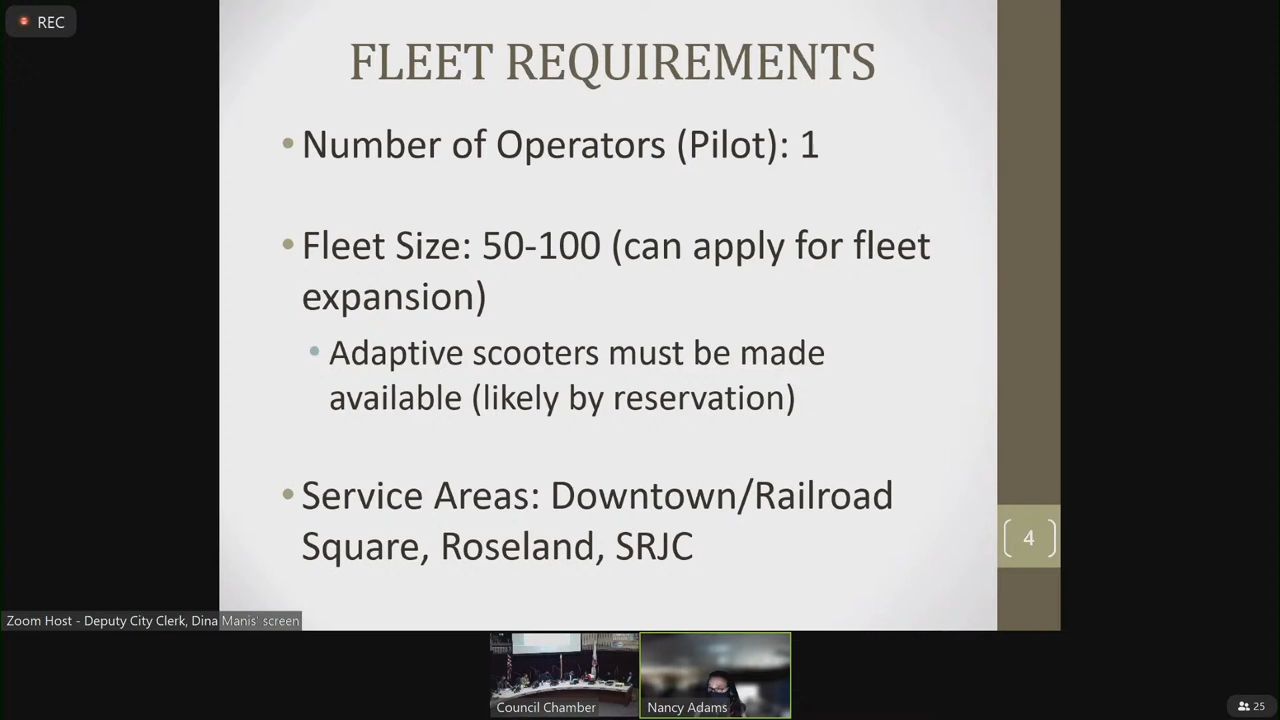 REC
FLEET REQUIREMENTS
• Number of Operators (Pilot): 1
• Fleet Size: 50-100 (can apply for fleet
expansion)
• Adaptive scooters must be made
available (likely by reservation)
• Service Areas: Downtown/Railroad
Square, Roseland, SRJC
4
Zoom Host - Deputy City Clerk, Dina Manis' screen
Council Chamber
Nancy Adams
25